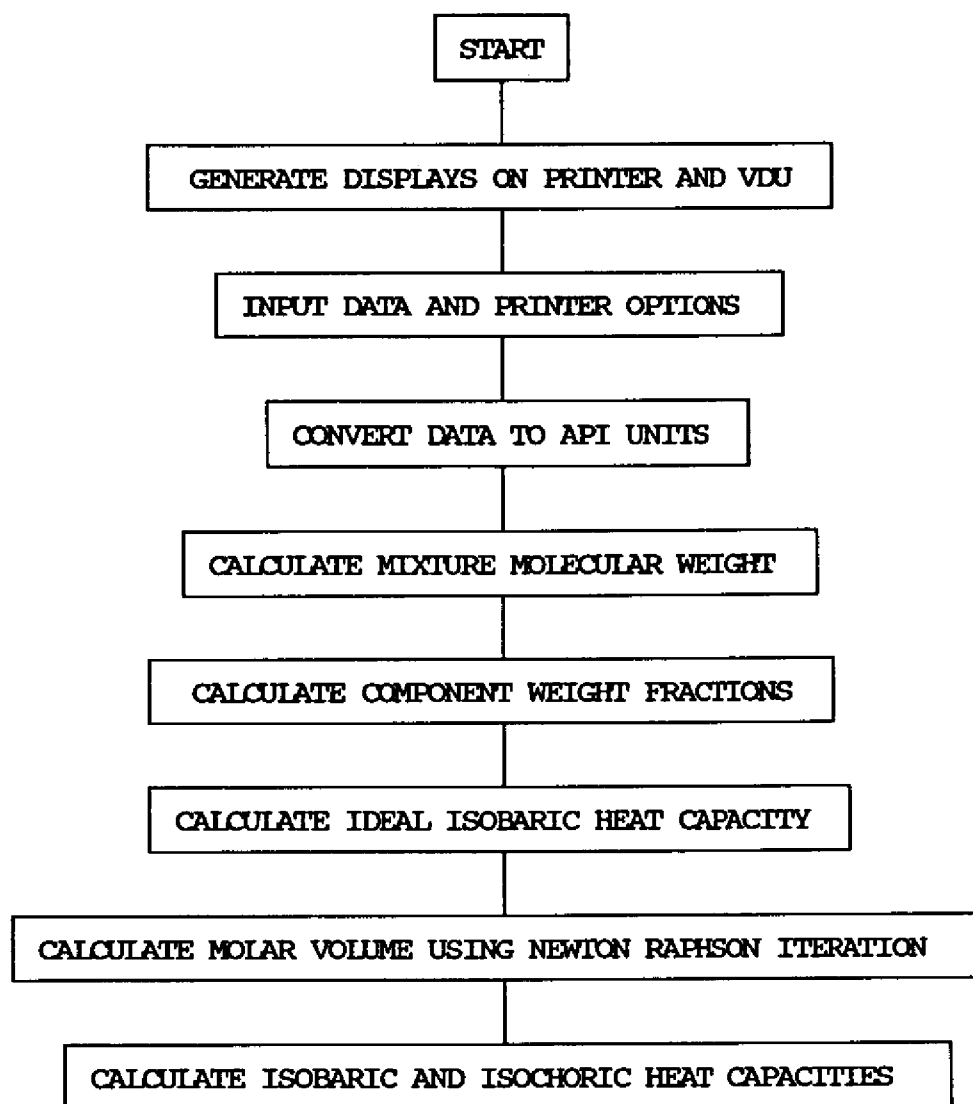 START
GENERATE DISPLAYS ON PRINTER AND VDU
INPUT DATA AND PRINTER OPTIONS
CONVERT DATA TO API UNITS
CALCULATE MIXTURE MOLECULAR WEIGHT
CALCULATE COMPONENT WEIGHT FRACTIONS
CALCULATE IDEAL ISOBARIC HEAT CAPACITY
CALCULATE MOLAR VOLUME USING NEWTON RAPHSON ITERATION
CALCULATE ISOBARIC AND ISOCHORIC HEAT CAPACITIES